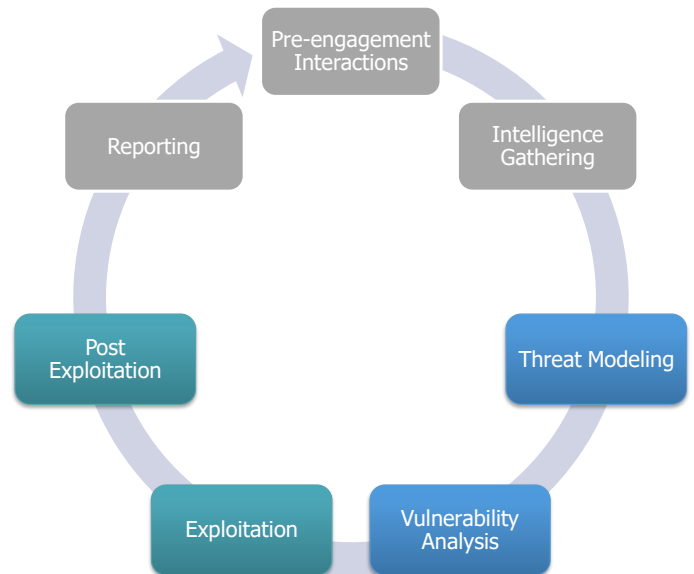 Pre-engagement
Interactions
Intelligence
Gathering
Threat Modeling
Vulnerability
Analysis
Exploitation
Post
Exploitation
Reporting